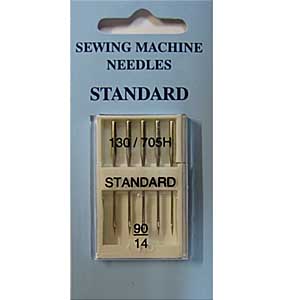 SEWING MACHINE
NEEDLES
STANDARD
130/705H
STANDARD
90
14